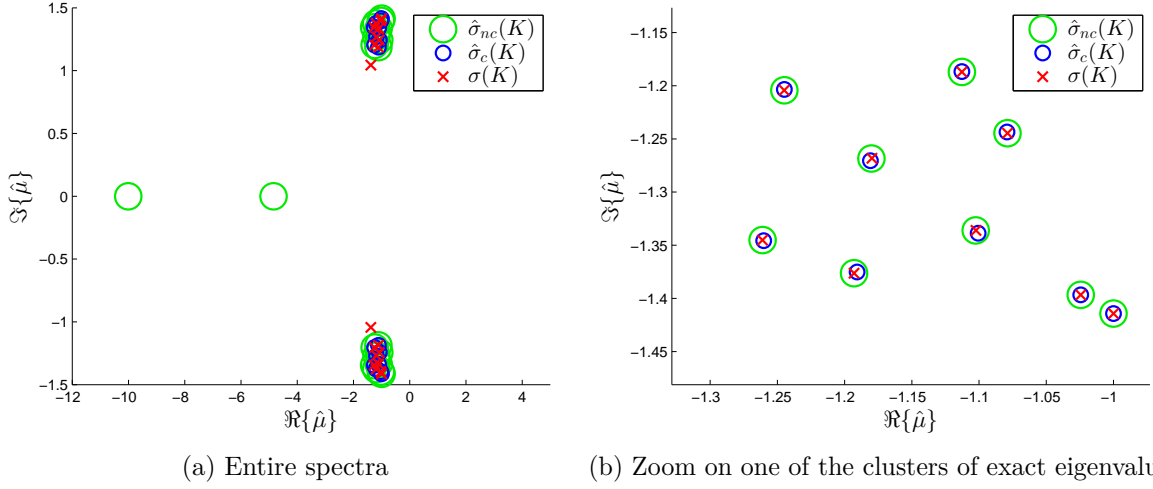 1.5
1
0.5
0
−0.5
−1
−1.5
−12 −10 −8 −6 −4 −2 0 2 4
ℑ{μ̂}
ℜ{μ̂}
σ̂nc(K)
σ̂c(K)
σ(K)
(a) Entire spectra
−1.15
−1.2
−1.25
−1.3
−1.35
−1.4
−1.45
−1.3 −1.25 −1.2 −1.15 −1.1 −1.05 −1
ℑ{μ̂}
ℜ{μ̂}
σ̂nc(K)
σ̂c(K)
σ(K)
(b) Zoom on one of the clusters of exact eigenvalu